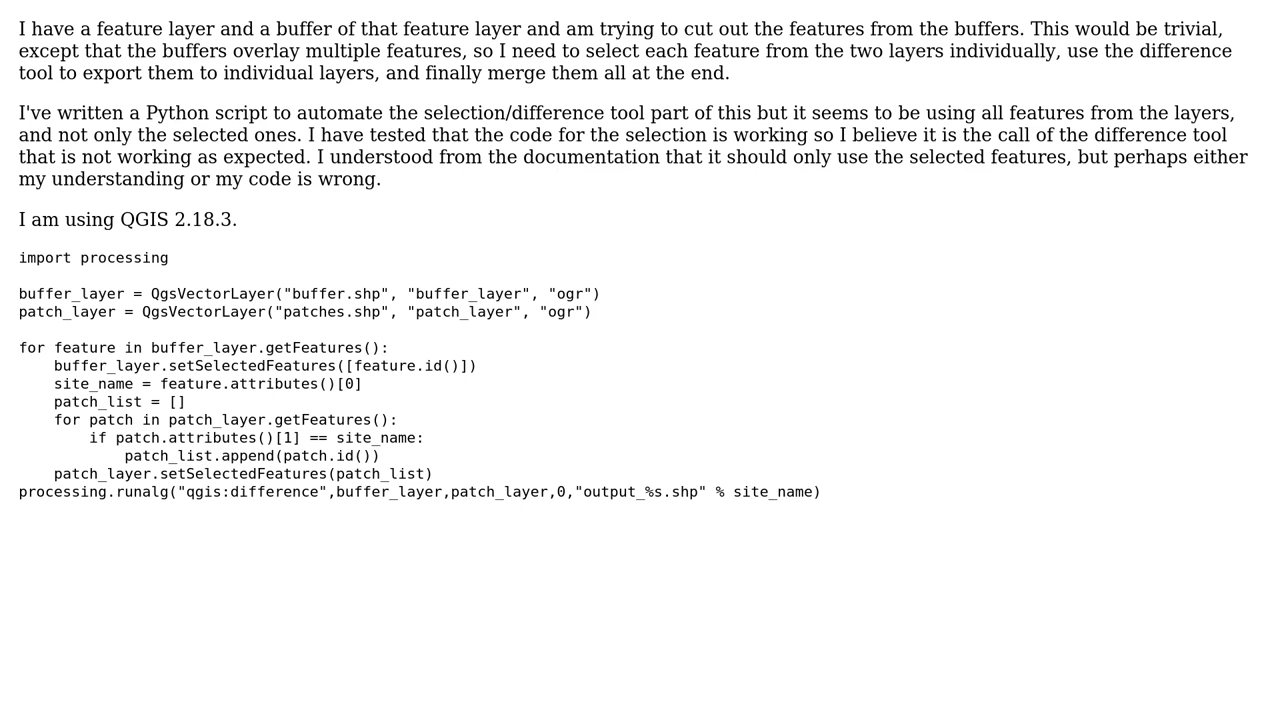 I have a feature layer and a buffer of that feature layer and am trying to cut out the features from the buffers. This would be trivial,
except that the buffers overlay multiple features, so I need to select each feature from the two layers individually, use the difference
tool to export them to individual layers, and finally merge them all at the end.
I've written a Python script to automate the selection/difference tool part of this but it seems to be using all features from the layers,
and not only the selected ones. I have tested that the code for the selection is working so I believe it is the call of the difference tool
that is not working as expected. I understood from the documentation that it should only use the selected features, but perhaps either
my understanding or my code is wrong.
I am using QGIS 2.18.3.
import processing
buffer_layer = QgsVectorLayer("buffer.shp", "buffer_layer", "ogr")
patch_layer = QgsVectorLayer("patches.shp", "patch_layer", "ogr")
for feature in buffer_layer.getFeatures():
    buffer_layer.setSelectedFeatures([feature.id()])
    site_name = feature.attributes()[0]
    patch_list = []
    for patch in patch_layer.getFeatures():
        if patch.attributes()[1] == site_name:
            patch_list.append(patch.id())
    patch_layer.setSelectedFeatures(patch_list)
processing.runalg("qgis:difference",buffer_layer,patch_layer,0,"output_%s.shp" % site_name)